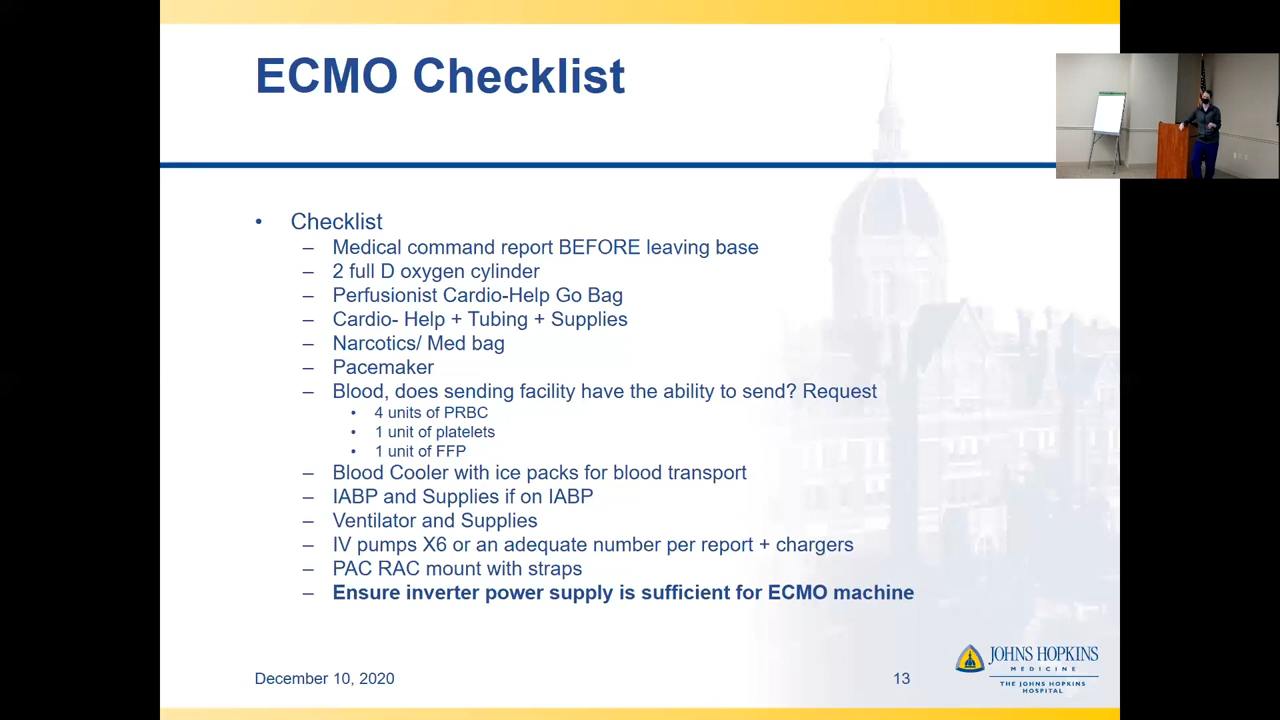 ECMO Checklist
• Checklist
– Medical command report BEFORE leaving base
– 2 full D oxygen cylinder
– Perfusionist Cardio-Help Go Bag
– Cardio- Help + Tubing + Supplies
– Narcotics/ Med bag
– Pacemaker
– Blood, does sending facility have the ability to send? Request
• 4 units of PRBC
• 1 unit of platelets
• 1 unit of FFP
– Blood Cooler with ice packs for blood transport
– IABP and Supplies if on IABP
– Ventilator and Supplies
– IV pumps X6 or an adequate number per report + chargers
– PAC RAC mount with straps
– Ensure inverter power supply is sufficient for ECMO machine
December 10, 2020
13
JOHNS HOPKINS
MEDICINE
THE JOHNS HOPKINS
HOSPITAL